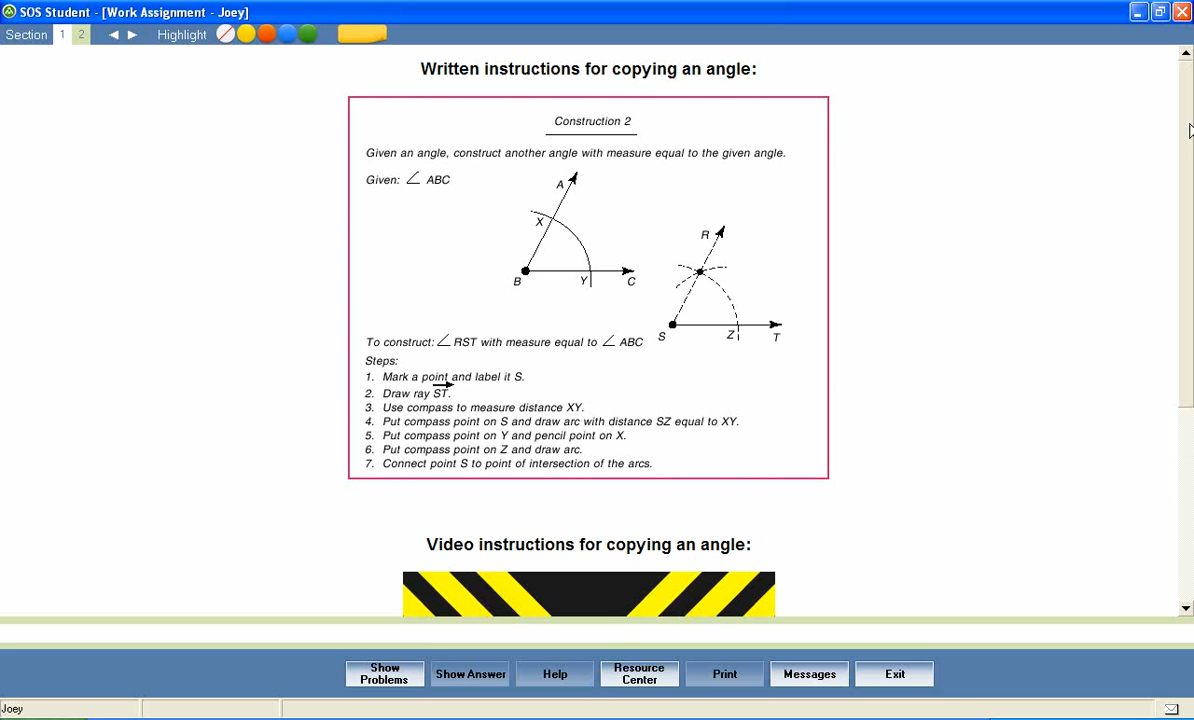 SOS Student - [Work Assignment - Joey]
Section 1 2 Highlight
Written instructions for copying an angle:
Construction 2
Given an angle, construct another angle with measure equal to the given angle.
Given: ∠ ABC
A
X
B Y C
R
S Z T
To construct: ∠ RST with measure equal to ∠ ABC
Steps:
1. Mark a point and label it S.
2. Draw ray ST.
3. Use compass to measure distance XY.
4. Put compass point on S and draw arc with distance SZ equal to XY.
5. Put compass point on Y and pencil point on X.
6. Put compass point on Z and draw arc.
7. Connect point S to point of intersection of the arcs.
Video instructions for copying an angle:
Show Problems Show Answer Help Resource Center Print Messages Exit
Joey